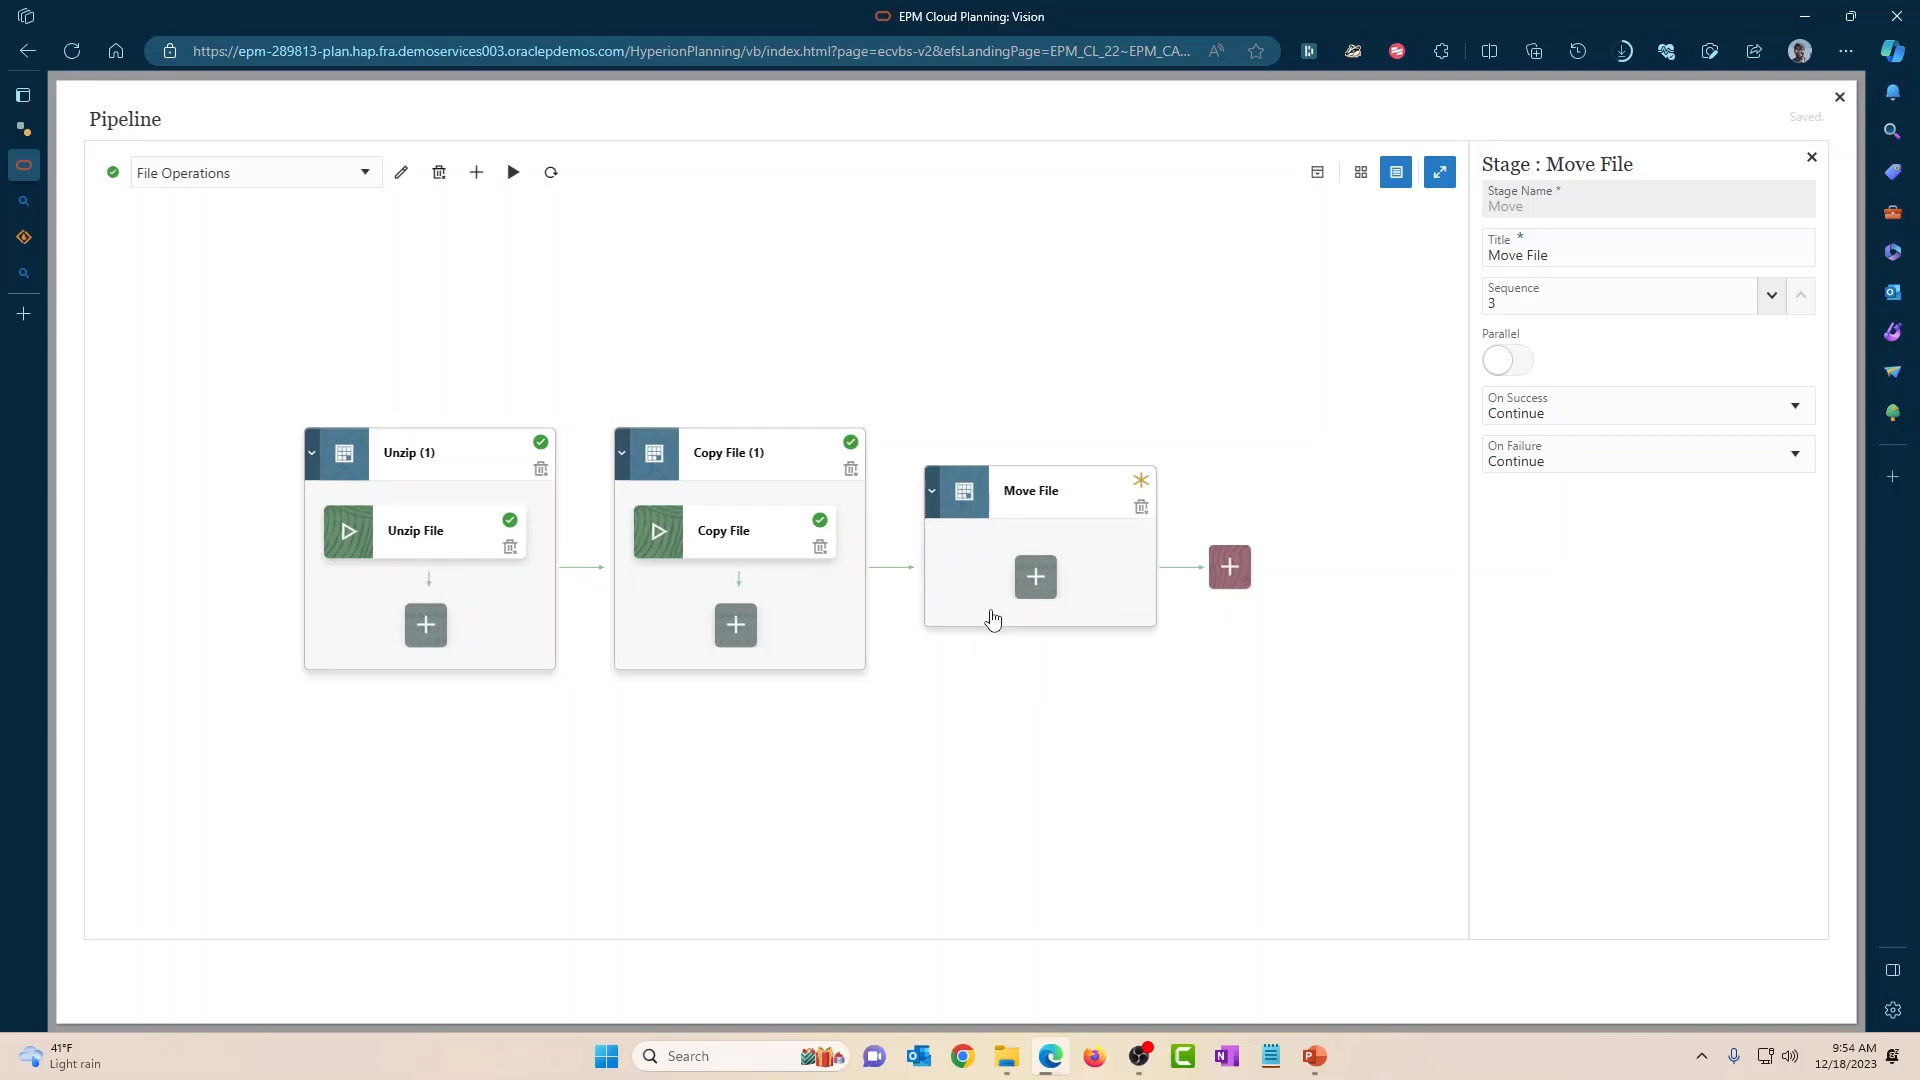 EPM Cloud Planning: Vision
https://epm-289813-plan.hap.fra.demoservices003.oraclepdemos.com/HyperionPlanning/vb/index.html?page=ecvbs-v2&efsLandingPage=EPM_CL_22~EPM_CA...
Pipeline
Saved.
File Operations
Stage : Move File
Stage Name *
Move
Title *
Move File
Sequence
3
Parallel
On Success
Continue
On Failure
Continue
Unzip (1)
Copy File (1)
Move File
Unzip File
Copy File
41°F
Light rain
Search
9:54 AM
12/18/2023